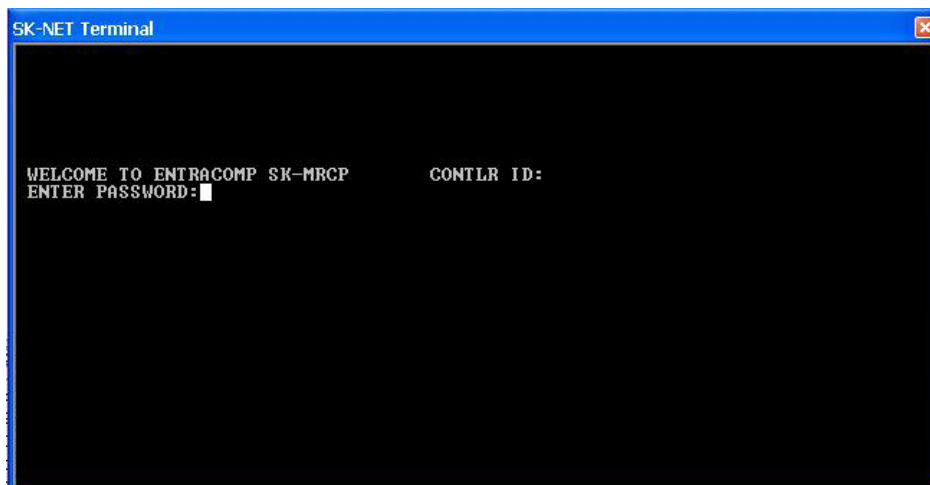 SK-NET Terminal
WELCOME TO ENTRACOMP SK-MRCP CONTLR ID:
ENTER PASSWORD: